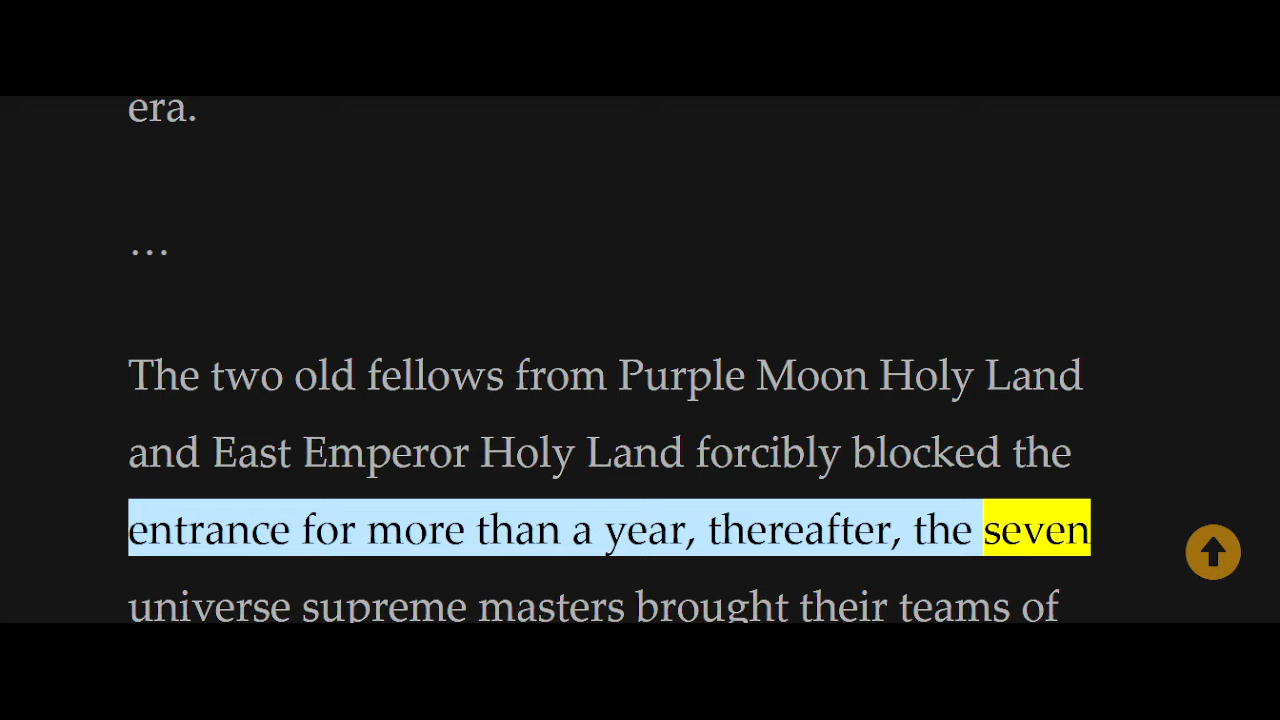 era.
…
The two old fellows from Purple Moon Holy Land
and East Emperor Holy Land forcibly blocked the
entrance for more than a year, thereafter, the seven
universe supreme masters brought their teams of